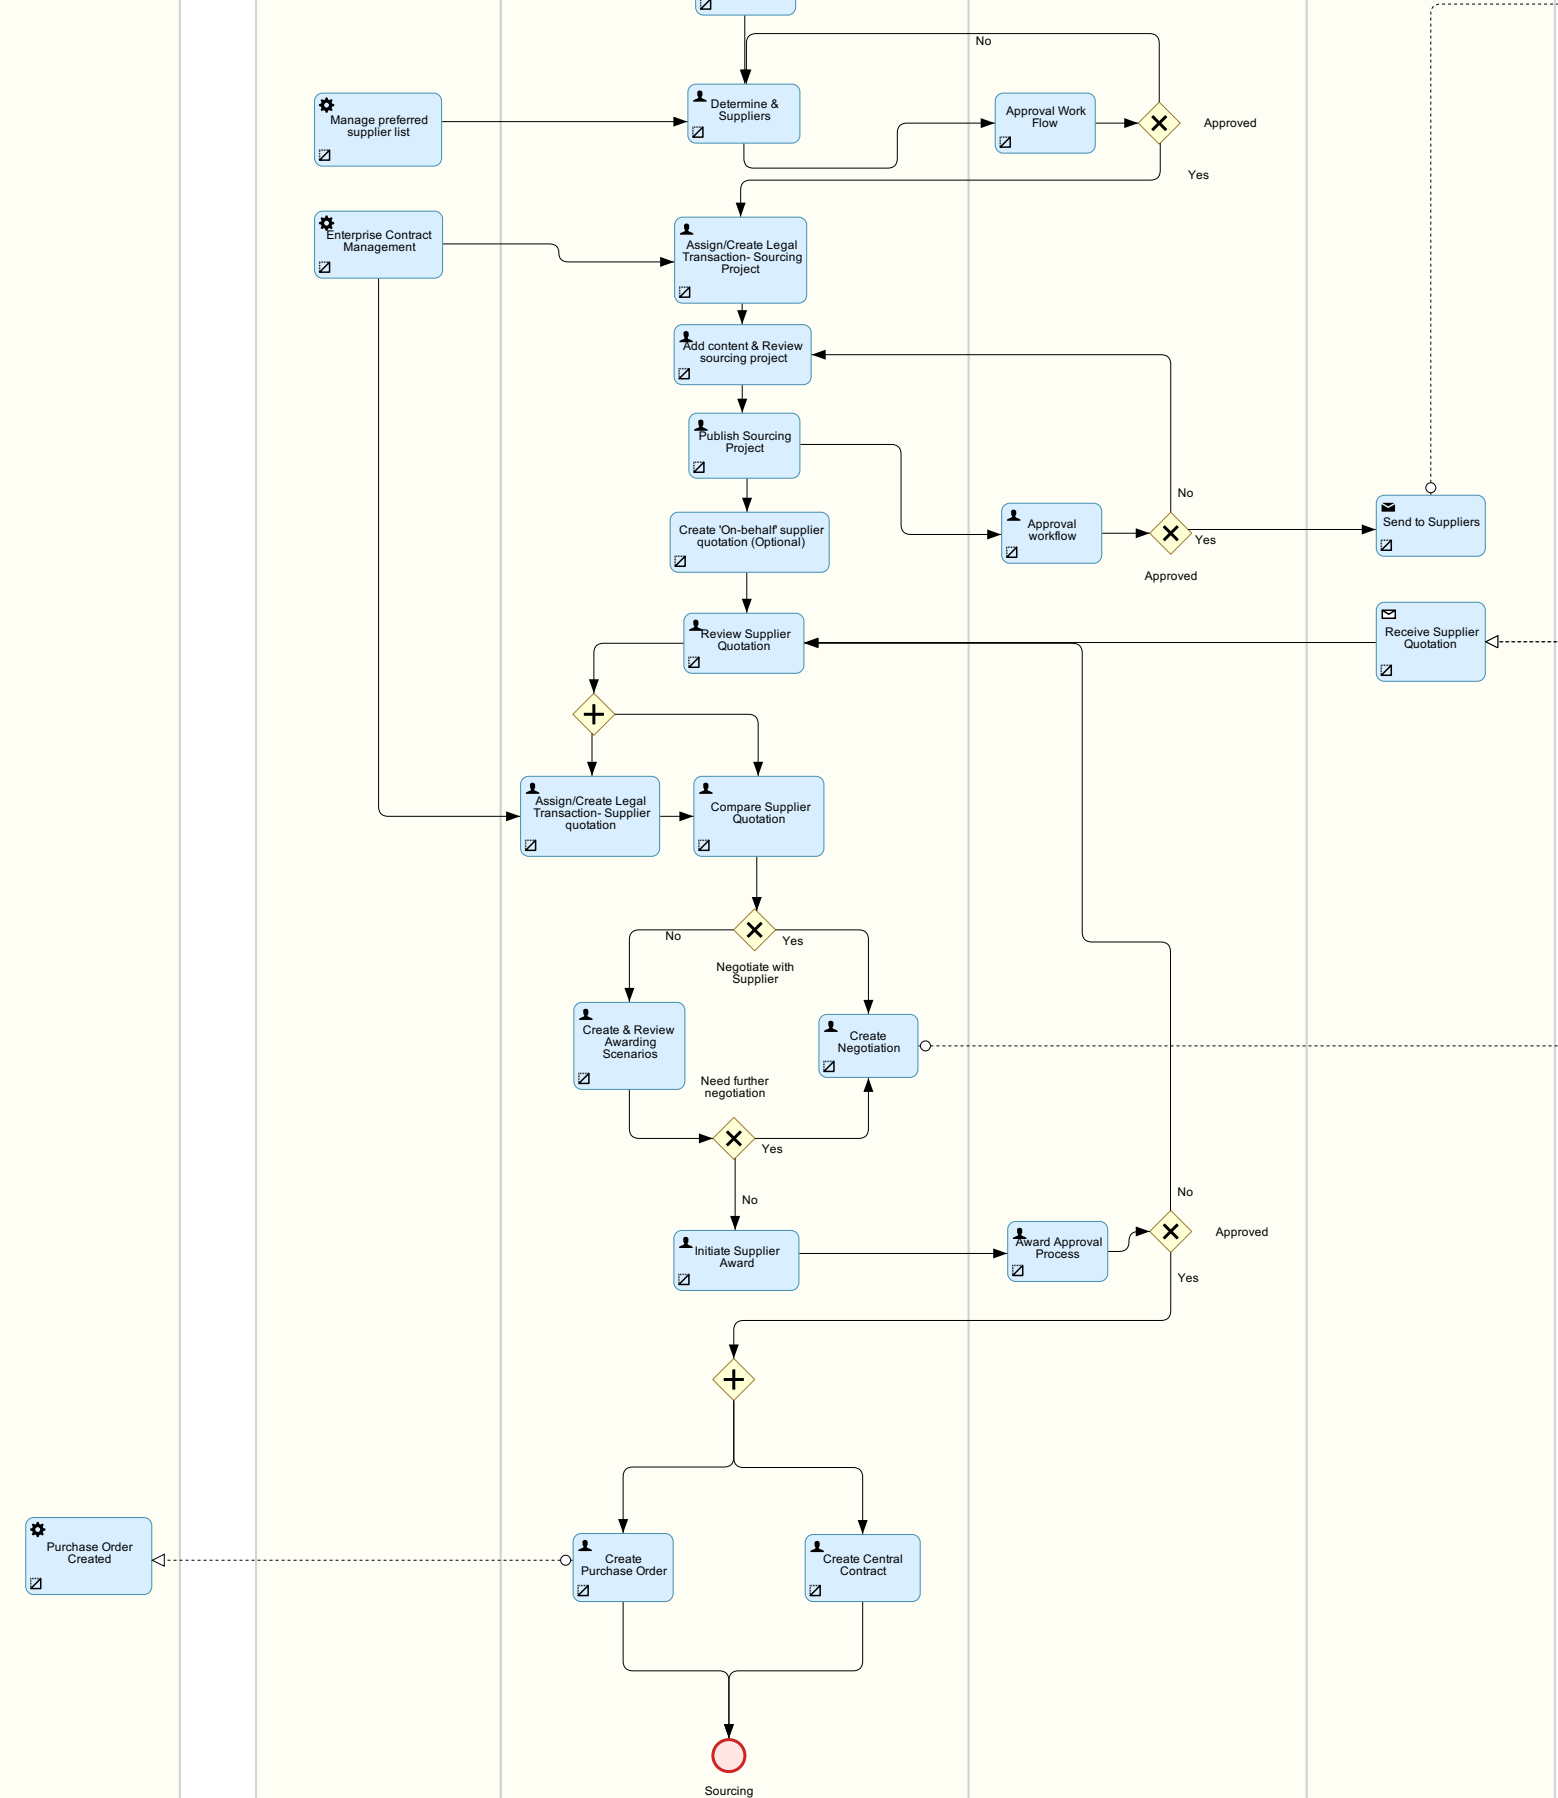 No
Determine &
Suppliers
Approval Work
Flow
Approved
Manage preferred
supplier list
Yes
Enterprise Contract
Management
Assign/Create Legal
Transaction- Sourcing
Project
Add content & Review
sourcing project
Publish Sourcing
Project
No
Create 'On-behalf' supplier
quotation (Optional)
Approval
workflow
Yes
Approved
Send to Suppliers
Review Supplier
Quotation
Receive Supplier
Quotation
Assign/Create Legal
Transaction- Supplier
quotation
Compare Supplier
Quotation
No
Yes
Negotiate with
Supplier
Create & Review
Awarding
Scenarios
Create
Negotiation
Need further
negotiation
Yes
No
No
Initiate Supplier
Award
Award Approval
Process
Approved
Yes
Purchase Order
Created
Create
Purchase Order
Create Central
Contract
Sourcing